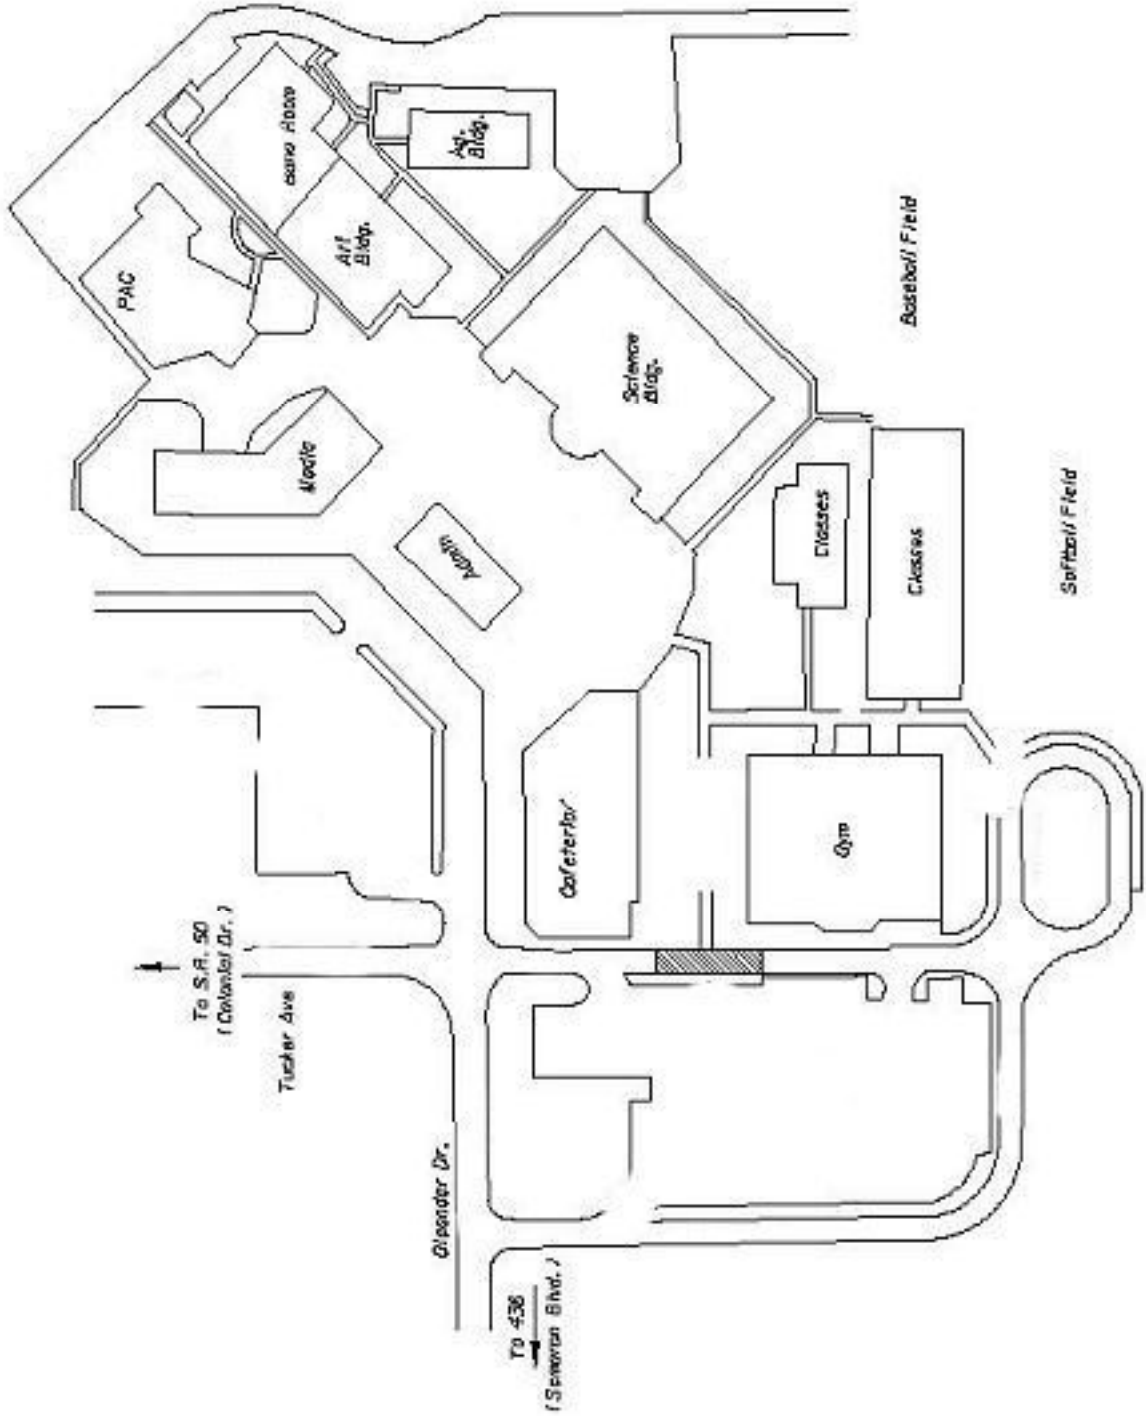 Band Room
Ag.
Bldg.
Art
Bldg.
PAC
Baseball Field
Science
Bldg.
Media
Admin
Classes
Classes
Softball Field
Cafeteria
Gym
To S.R. 50
(Colonial Dr.)
Tucker Ave
Oleander Dr.
To 436
(Semoran Blvd.)